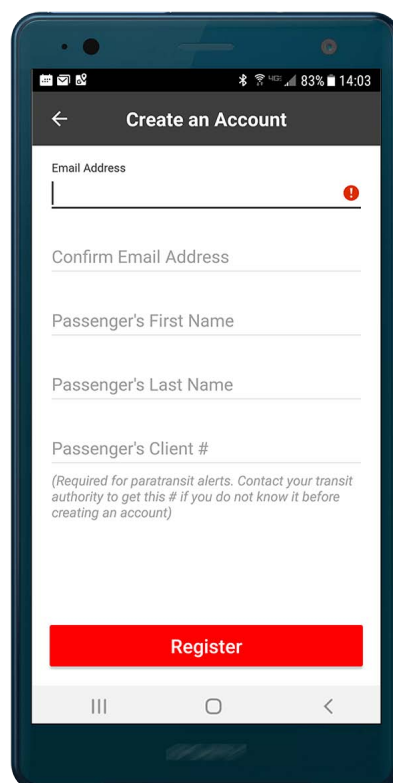 4GE 83% 14:03
Create an Account
Email Address
Confirm Email Address
Passenger's First Name
Passenger's Last Name
Passenger's Client #
(Required for paratransit alerts. Contact your transit
authority to get this # if you do not know it before
creating an account)
Register